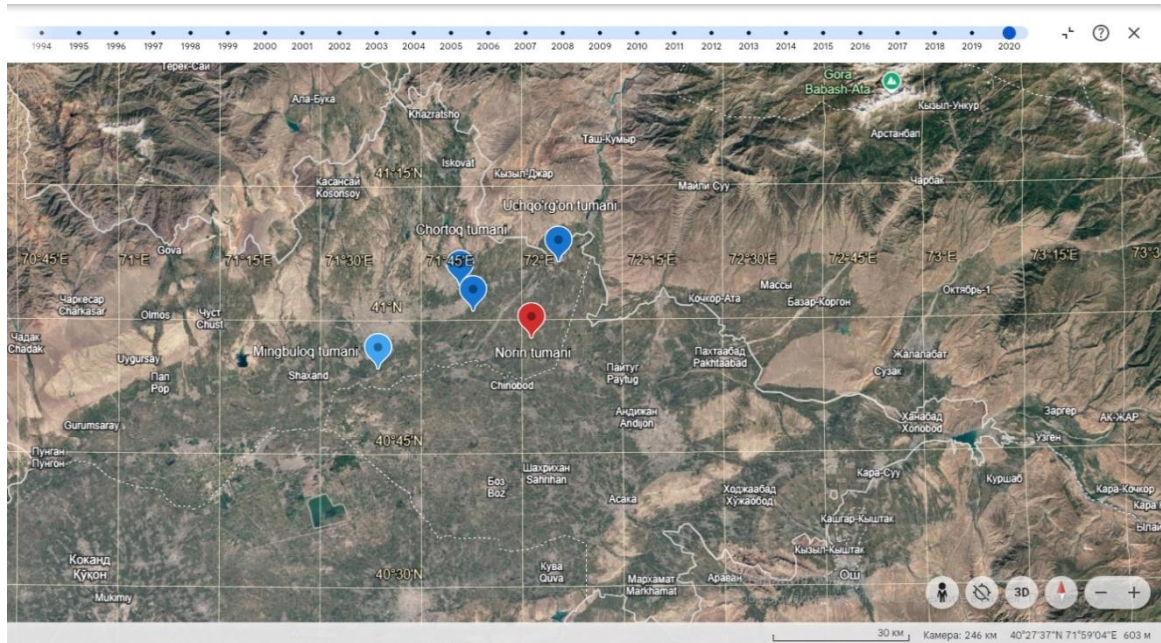 1994 1995 1996 1997 1998 1999 2000 2001 2002 2003 2004 2005 2006 2007 2008 2009 2010 2011 2012 2013 2014 2015 2016 2017 2018 2019 2020
Терек-Сай
Ала-Бука
Khazratsho
Gora
Babash-Ata
Кызыл-Ункур
Арстанбап
Таш-Кумыр
Iskovat
Кызыл-Джар
41°15'N
Касансай
Kosonsoy
Майли Суу
Чарбак
Uchqo'rg'on tumani
Chortoq tumani
Gova
70°45'E 71°E 71°15'E 71°30'E 71°45'E 72°E 72°15'E 72°30'E 72°45'E 73°E 73°15'E
Массы
Октябрь-1
Чаркесар
Charkasar
Olmos
Чуст
Chust
41°N
Кочкор-Ата
Базар-Коргон
Чадак
Chadak
Uygursay
Mingbuloq tumani
Norin tumani
Пахтаабад
Pakhtaabad
Жалалабат
Сузак
Пап
Pop
Shaxand
Chinobod
Пайтуг
Paytug
Gurumsaray
Андижан
Andijon
Ханабад
Xonobod
Заргер
АК-ЖАР
Узген
40°45'N
Пунган
Пунгон
Боз
Boz
Шахрихан
Sahrihan
Асака
Ходжаабад
Хўжаобод
Кара-Суу
Куршаб
Кара-Кочкор
Кашгар-Кыштак
Кызыл-Кыштак
Коканд
Қўқон
40°30'N
Кува
Quva
Мархамат
Markhamat
Араван
Ош
Mukimiy
3D
30 км Камера: 246 км 40°27'37"N 71°59'04"E 603 м